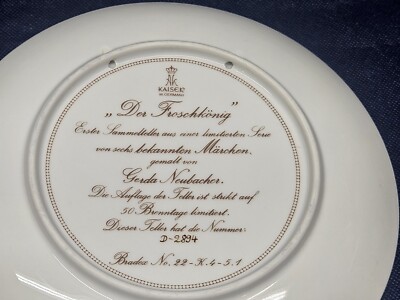 KAISER
W. GERMANY
„Der Froschkönig”
Erster Sammelteller aus einer limitierten Serie
von sechs bekannten Märchen,
gemalt von
Gerda Neubacher.
Die Auflage der Teller ist strikt auf
50 Brenntage limitiert.
Dieser Teller hat die Nummer:
D-2894
Bradex No. 22-K.4-5.1